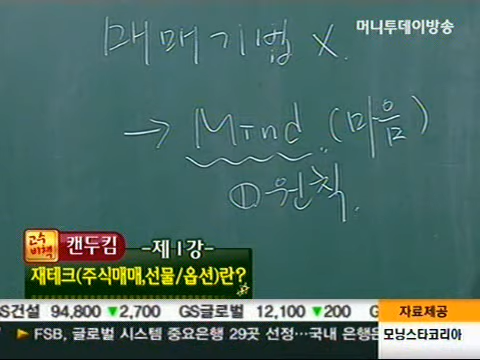 머니투데이방송
매매기법 X.
→ Mind (마음)
① 원칙.
고수비책 캔두킴 -제1강-
재테크(주식매매,선물/옵션)란?
GS건설 94,800 ▼2,700 GS글로벌 12,100 ▼200 G
자료제공
▶ FSB, 글로벌 시스템 중요은행 29곳 선정…국내 은행은
모닝스타코리아